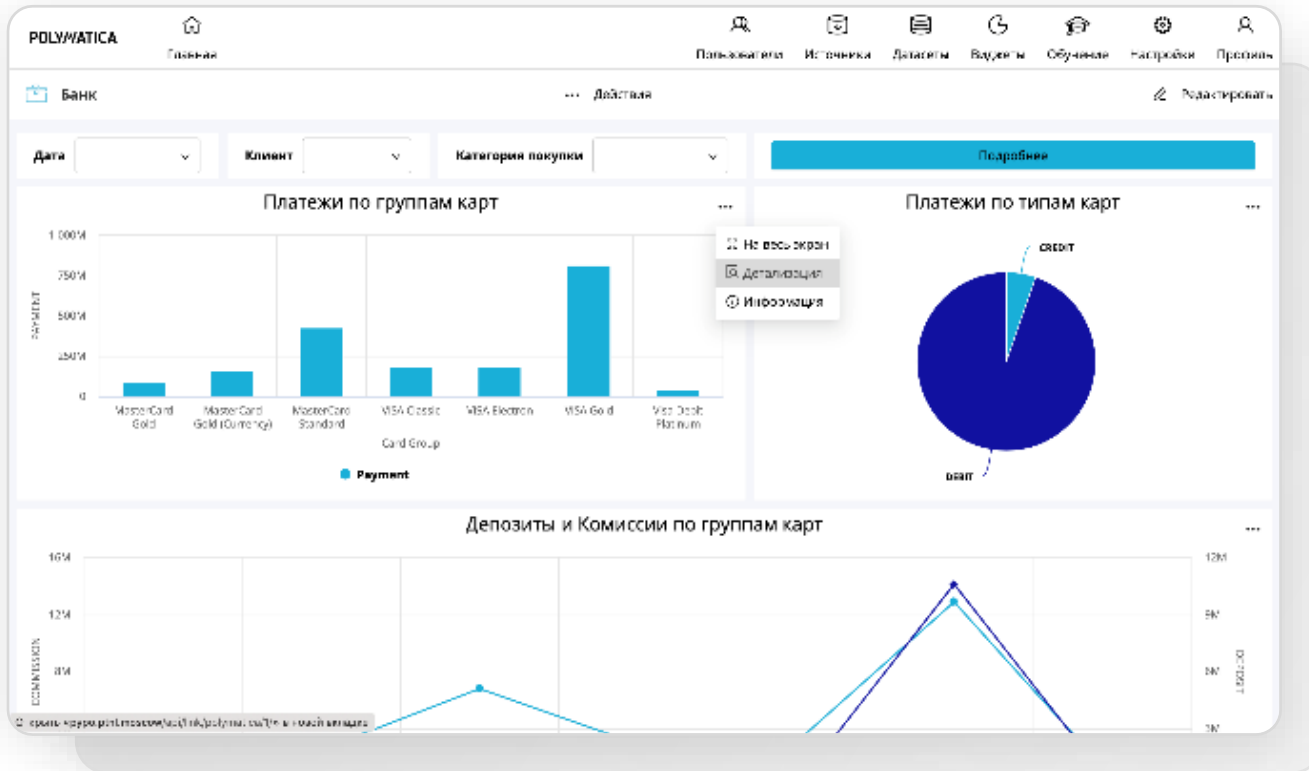 POLYMATICA
Главная
Пользователи
Источники
Датасеты
Виджеты
Обучение
Настройки
Профиль
Банк
... Действия
Редактировать
Дата
Клиент
Категория покупки
Подробнее
Платежи по группам карт
...
Платежи по типам карт
...
На весь экран
Детализация
Информация
1 000M
750M
500M
250M
0
PAYMENT
MasterCard Gold
MasterCard Gold (Currency)
MasterCard Standard
VISA Classic
VISA Electron
VISA Gold
Visa Debit Platinum
Card Group
Payment
CREDIT
DEBIT
Депозиты и Комиссии по группам карт
...
16M
12M
8M
COMMISSION
12M
9M
6M
3M
в новой вкладке